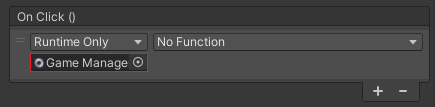 On Click ()
Runtime Only No Function
Game Manage